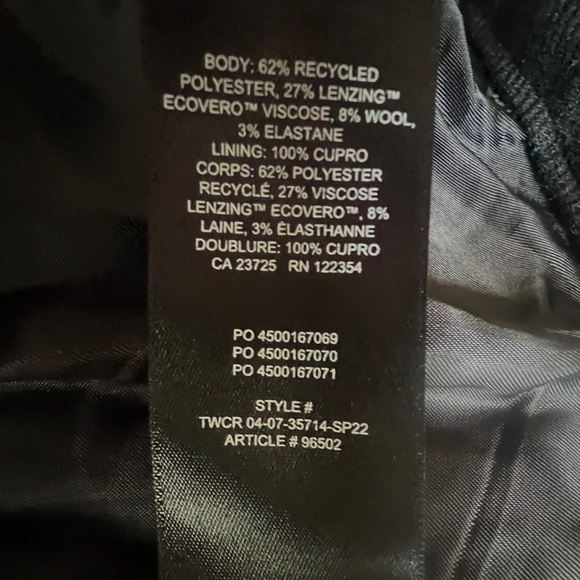 BODY: 62% RECYCLED
POLYESTER, 27% LENZING™
ECOVERO™ VISCOSE, 8% WOOL,
3% ELASTANE
LINING: 100% CUPRO
CORPS: 62% POLYESTER
RECYCLÉ, 27% VISCOSE
LENZING™ ECOVERO™, 8%
LAINE, 3% ÉLASTHANNE
DOUBLURE: 100% CUPRO
CA 23725 RN 122354
PO 4500167069
PO 4500167070
PO 4500167071
STYLE #
TWCR 04-07-35714-SP22
ARTICLE # 96502